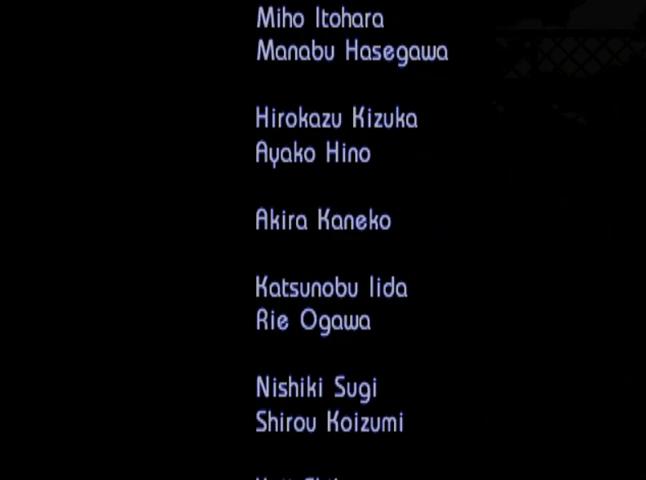 Miho Itohara
Manabu Hasegawa
Hirokazu Kizuka
Ayako Hino
Akira Kaneko
Katsunobu Iida
Rie Ogawa
Nishiki Sugi
Shirou Koizumi